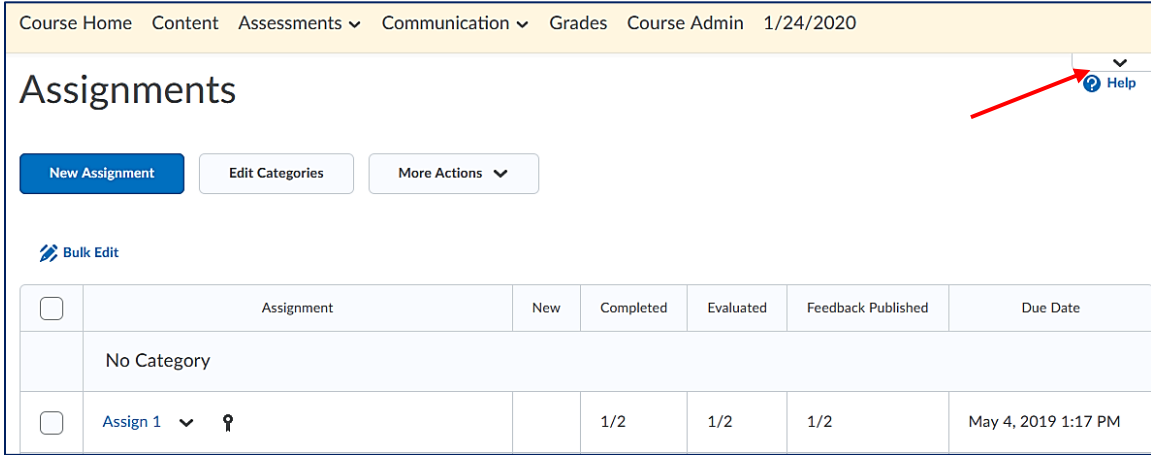 Course Home Content Assessments Communication Grades Course Admin 1/24/2020
Assignments
Help
New Assignment Edit Categories More Actions
Bulk Edit
Assignment New Completed Evaluated Feedback Published Due Date
No Category
Assign 1 1/2 1/2 1/2 May 4, 2019 1:17 PM